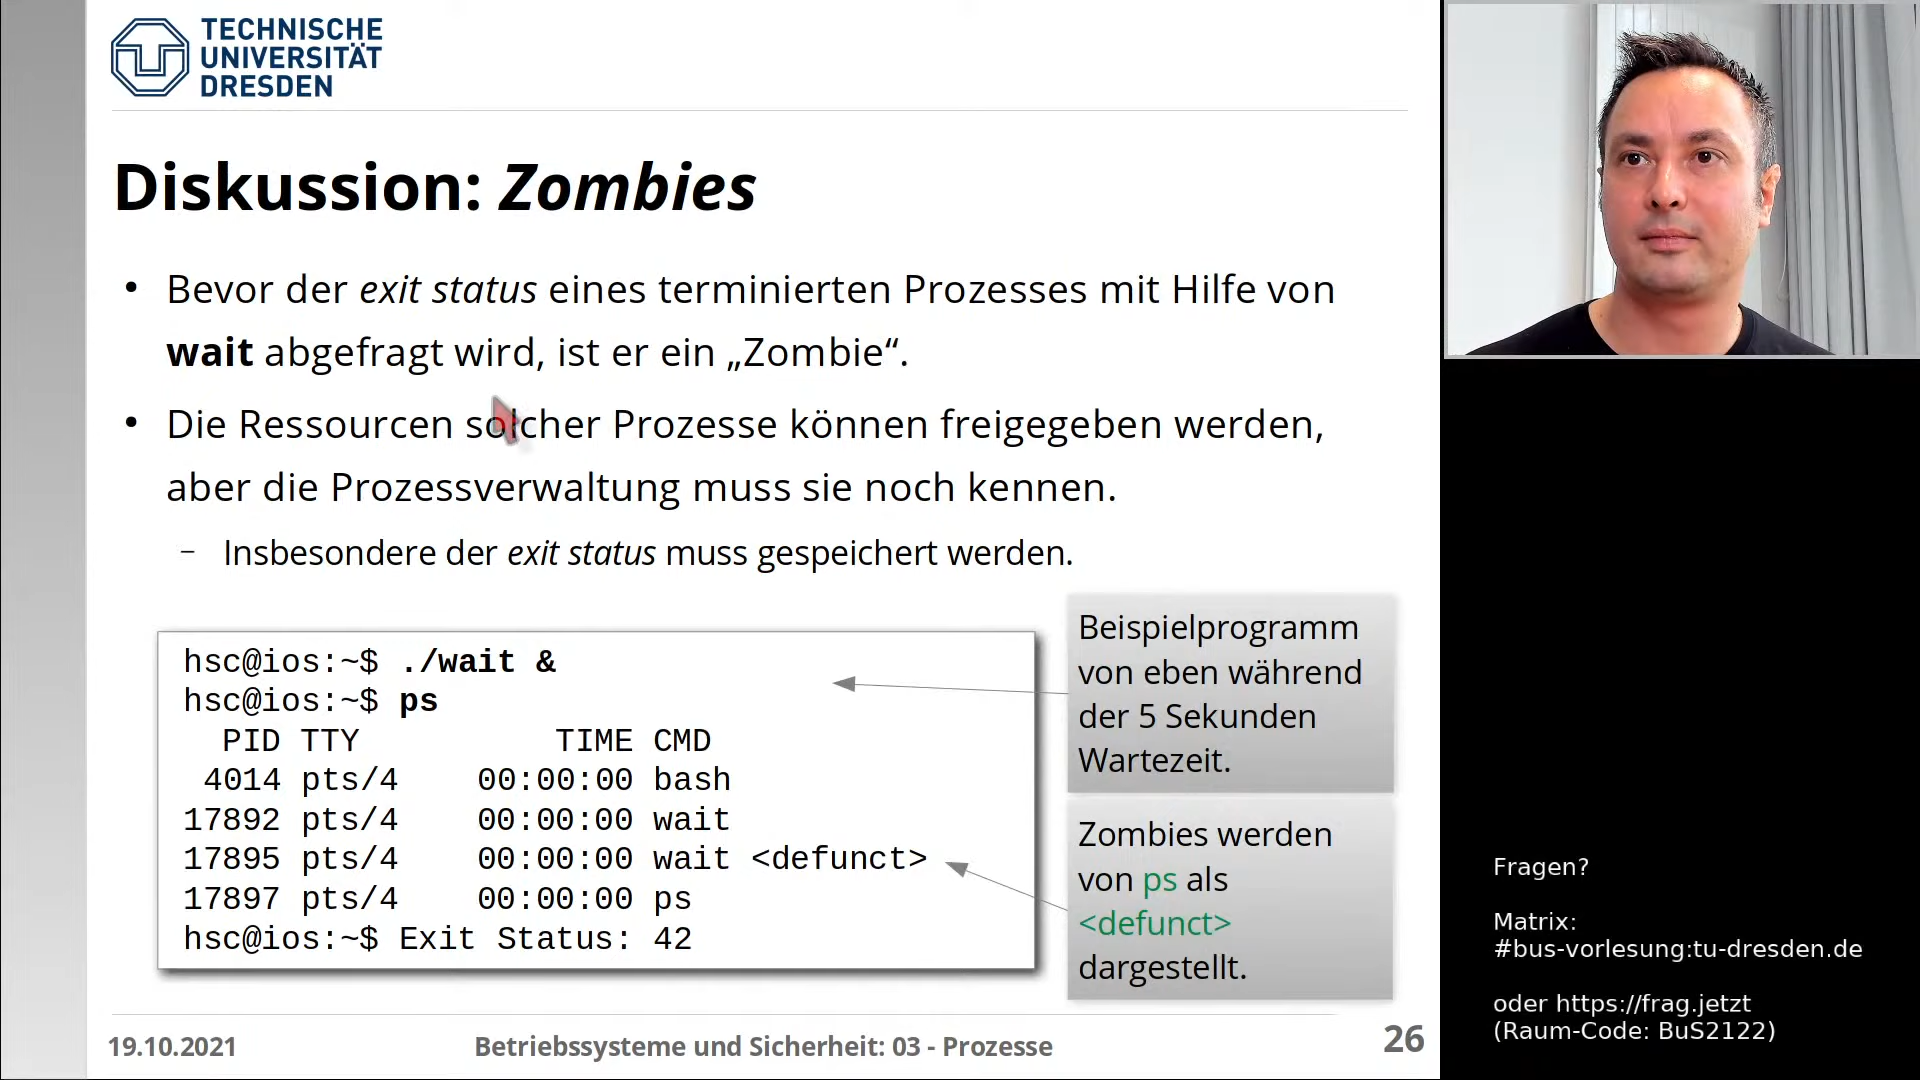 TECHNISCHE
UNIVERSITÄT
DRESDEN
Diskussion: Zombies
• Bevor der exit status eines terminierten Prozesses mit Hilfe von
wait abgefragt wird, ist er ein „Zombie“.
• Die Ressourcen solcher Prozesse können freigegeben werden,
aber die Prozessverwaltung muss sie noch kennen.
– Insbesondere der exit status muss gespeichert werden.
hsc@ios:~$ ./wait &
hsc@ios:~$ ps
  PID TTY          TIME CMD
 4014 pts/4    00:00:00 bash
17892 pts/4    00:00:00 wait
17895 pts/4    00:00:00 wait <defunct>
17897 pts/4    00:00:00 ps
hsc@ios:~$ Exit Status: 42
Beispielprogramm
von eben während
der 5 Sekunden
Wartezeit.
Zombies werden
von ps als
<defunct>
dargestellt.
19.10.2021 Betriebssysteme und Sicherheit: 03 - Prozesse 26
Fragen?
Matrix:
#bus-vorlesung:tu-dresden.de
oder https://frag.jetzt
(Raum-Code: BuS2122)